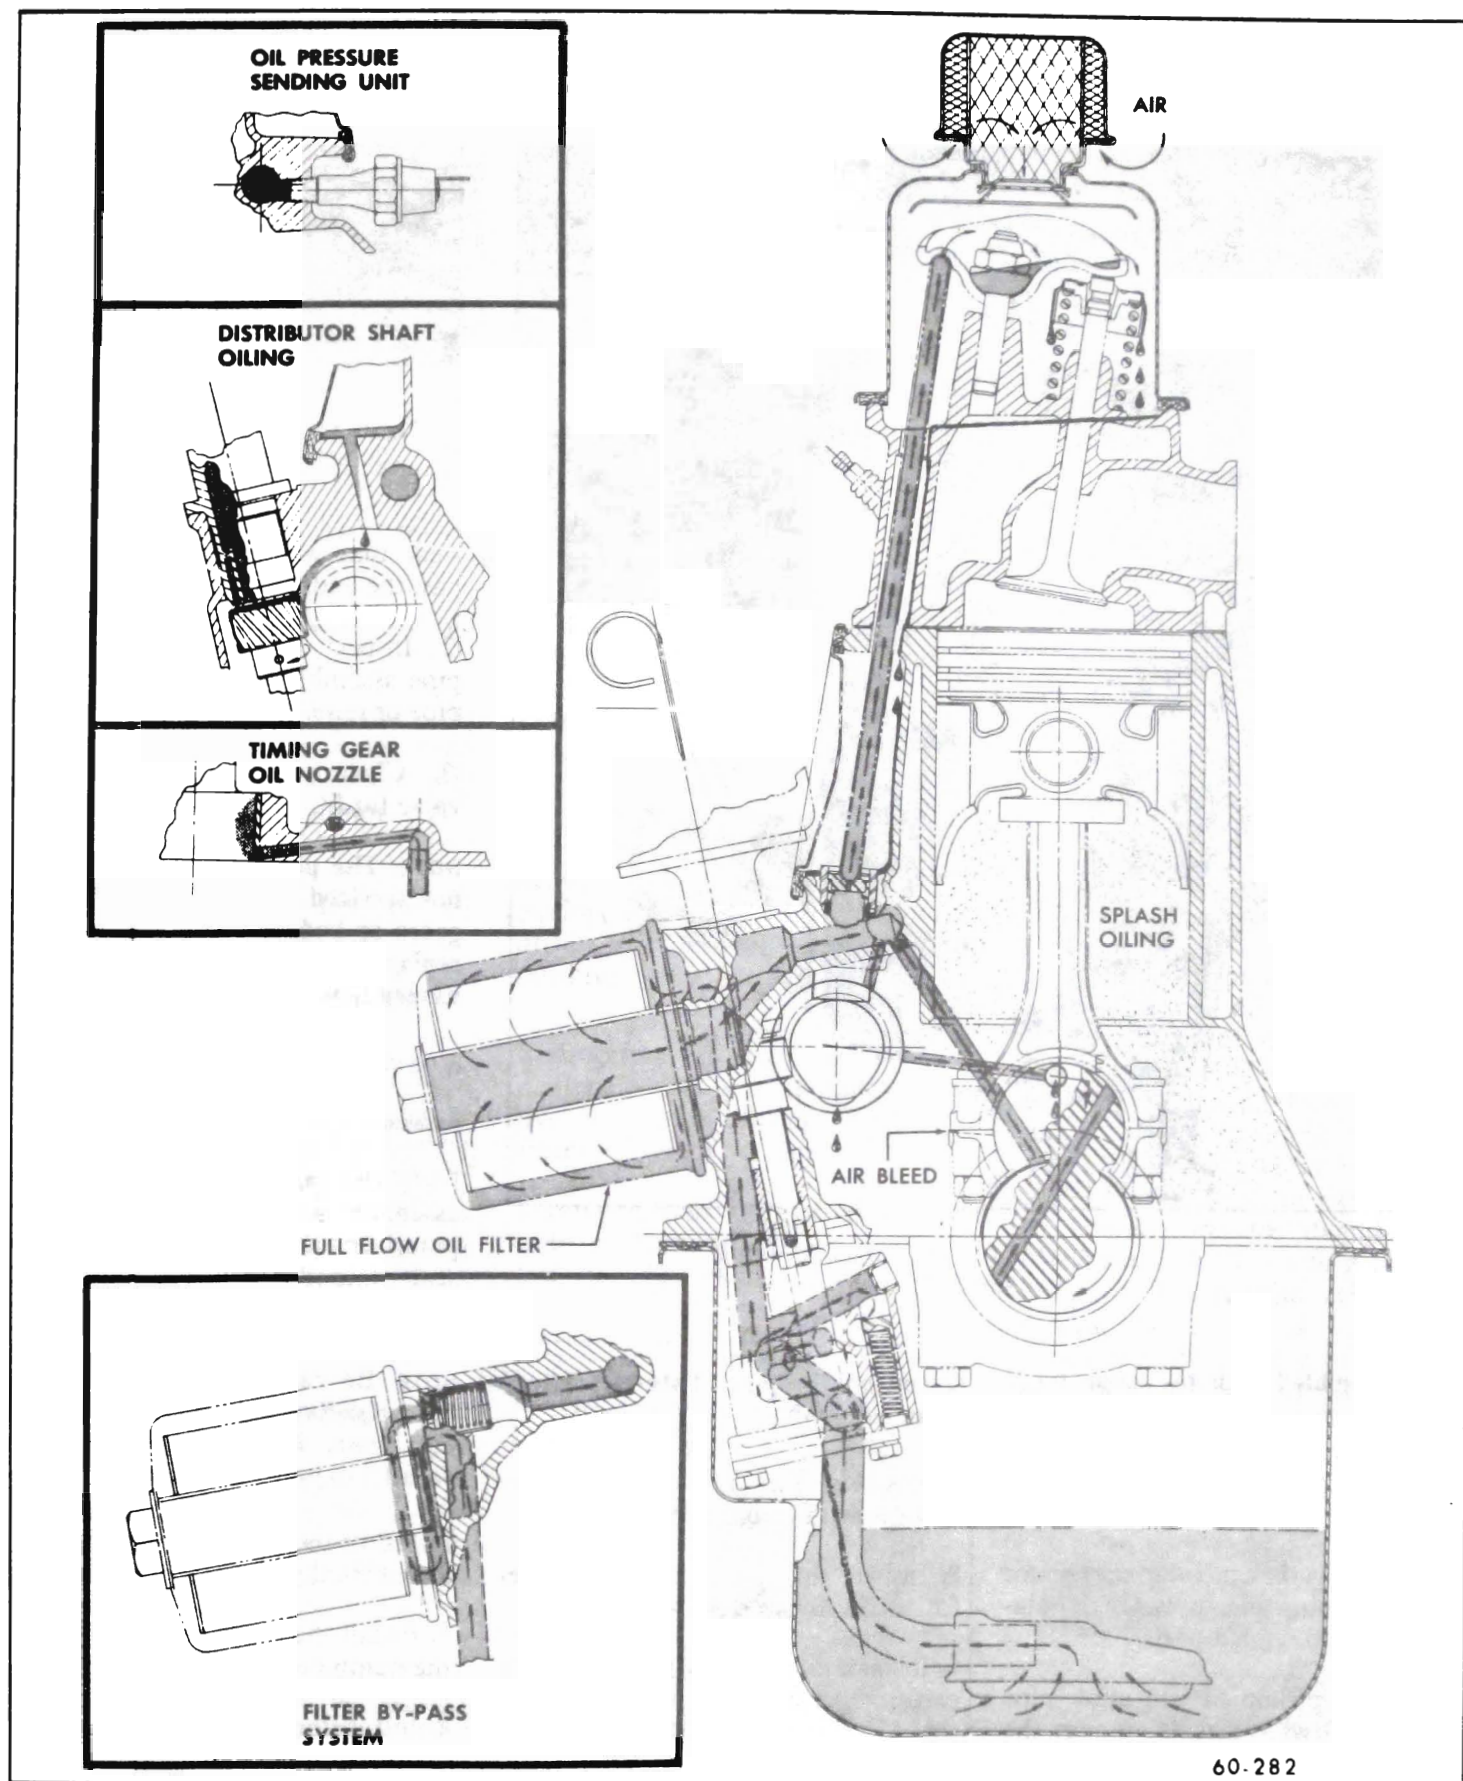 OIL PRESSURE
SENDING UNIT
AIR
DISTRIBUTOR SHAFT
OILING
TIMING GEAR
OIL NOZZLE
SPLASH
OILING
AIR BLEED
FULL FLOW OIL FILTER
FILTER BY-PASS
SYSTEM
60-282